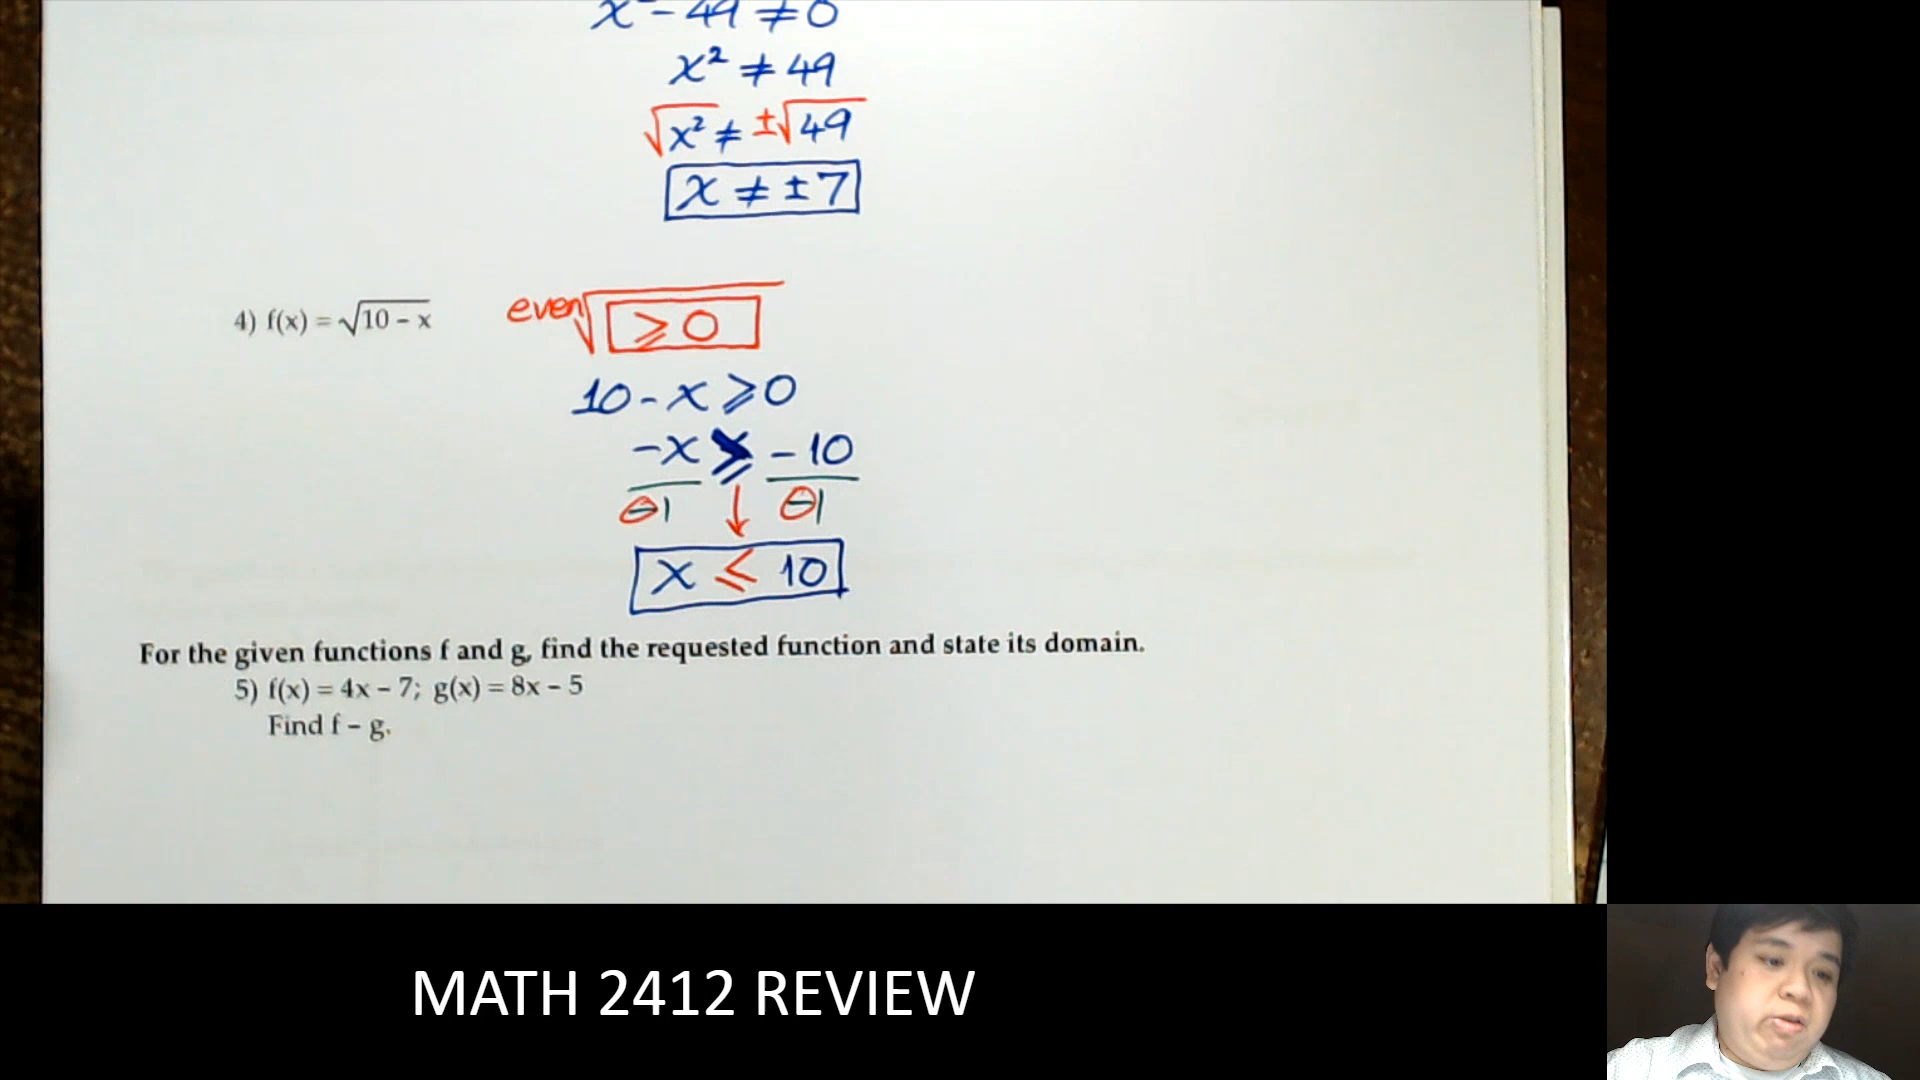 x² - 49 ≠ 0
x² ≠ 49
√x² ≠ ±√49
x ≠ ±7
4) f(x) = √10 - x
even√ ≥ 0
10 - x ≥ 0
-x ≥ -10
-1 -1
x ≤ 10
For the given functions f and g, find the requested function and state its domain.
5) f(x) = 4x - 7; g(x) = 8x - 5
Find f - g.
MATH 2412 REVIEW